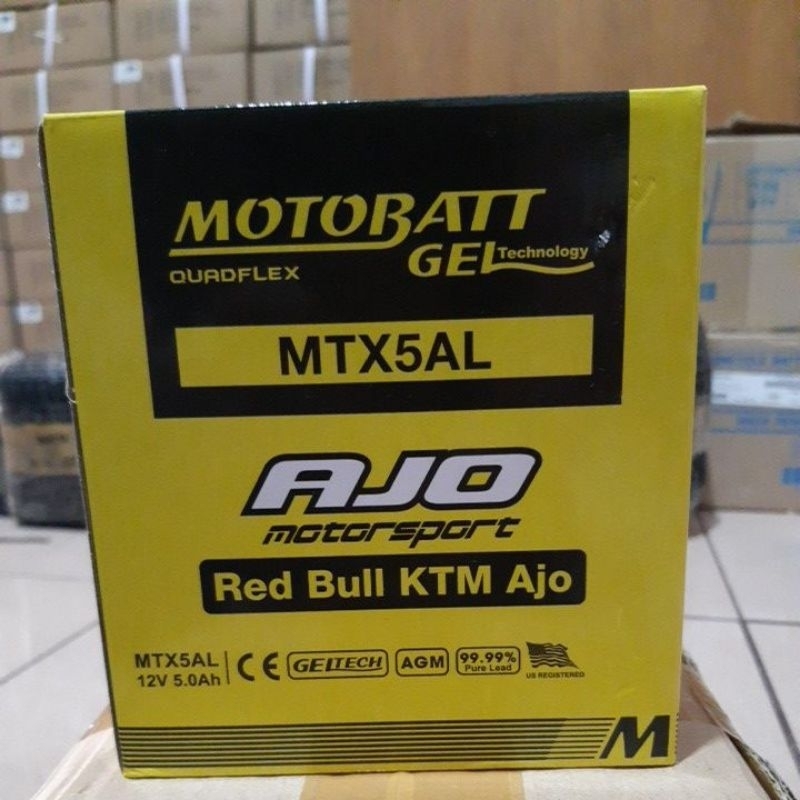 MOTOBATT
QUADFLEX
GEL Technology
MTX5AL
AJO
motorsport
Red Bull KTM Ajo
MTX5AL
12V 5.0Ah
CE
GELTECH
AGM
99.99%
Pure Lead
US REGISTERED
M